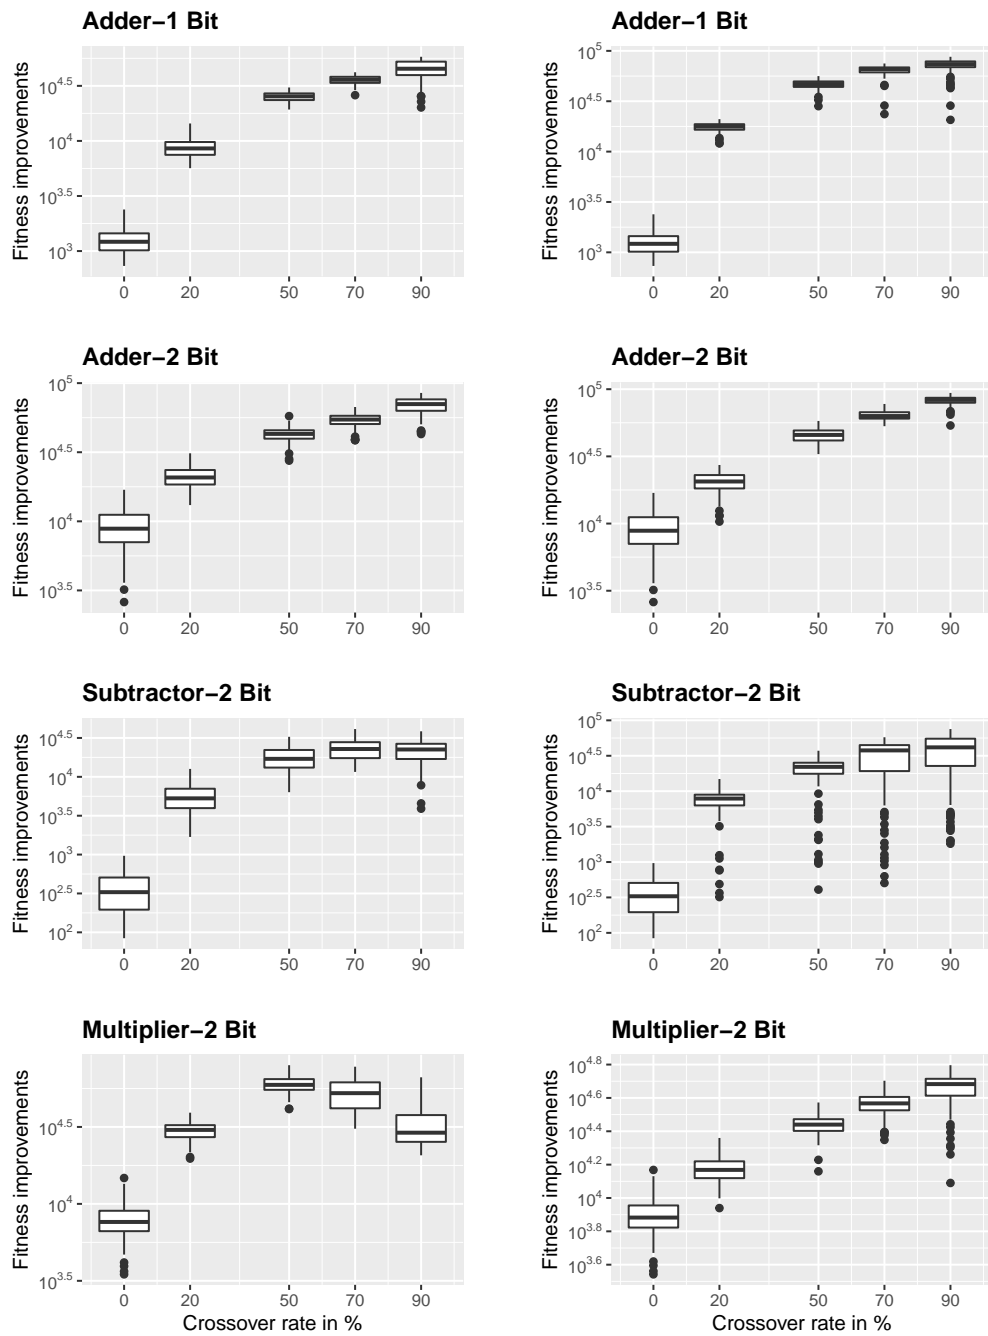 Adder−1 Bit
Fitness improvements
10^4.5
10^4
10^3.5
10^3
0 20 50 70 90
Adder−1 Bit
Fitness improvements
10^5
10^4.5
10^4
10^3.5
10^3
0 20 50 70 90
Adder−2 Bit
Fitness improvements
10^5
10^4.5
10^4
10^3.5
0 20 50 70 90
Adder−2 Bit
Fitness improvements
10^5
10^4.5
10^4
10^3.5
0 20 50 70 90
Subtractor−2 Bit
Fitness improvements
10^4.5
10^4
10^3.5
10^3
10^2.5
10^2
0 20 50 70 90
Subtractor−2 Bit
Fitness improvements
10^5
10^4.5
10^4
10^3.5
10^3
10^2.5
10^2
0 20 50 70 90
Multiplier−2 Bit
Fitness improvements
10^4.5
10^4
10^3.5
0 20 50 70 90
Crossover rate in %
Multiplier−2 Bit
Fitness improvements
10^4.8
10^4.6
10^4.4
10^4.2
10^4
10^3.8
10^3.6
0 20 50 70 90
Crossover rate in %